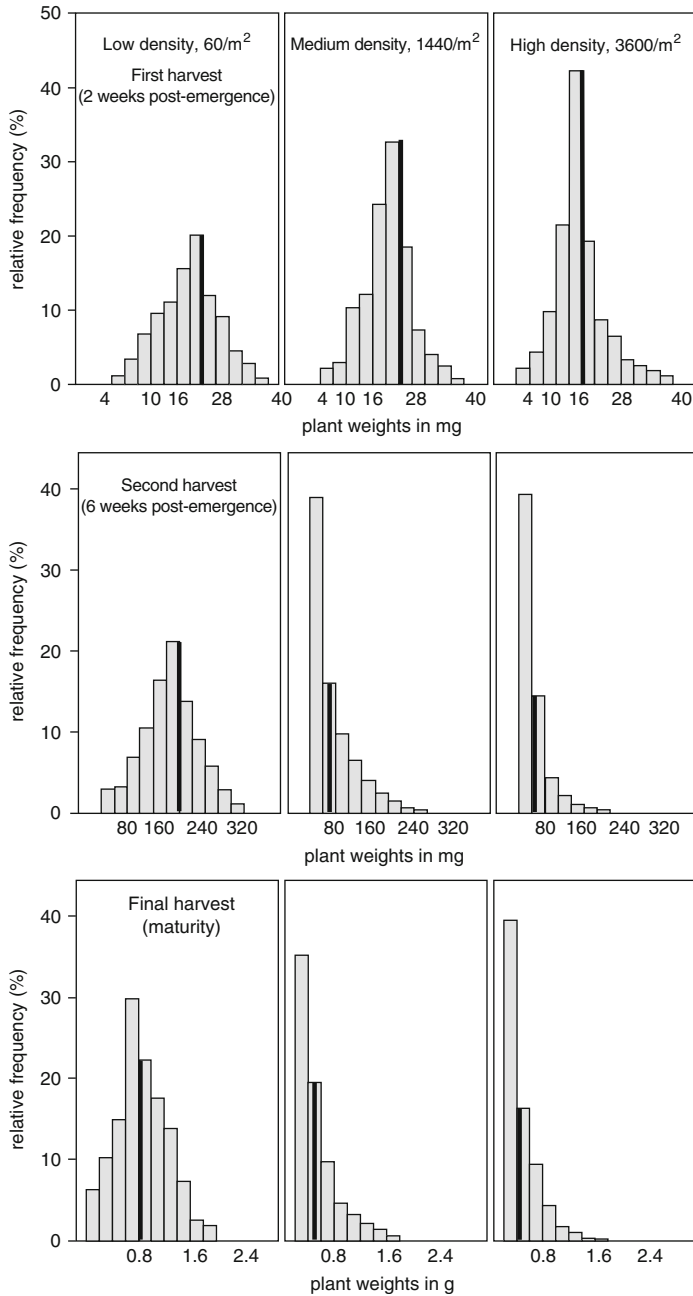 50
40
30
20
10
0
relative frequency (%)
Low density, 60/m²
First harvest
(2 weeks post-emergence)
Medium density, 1440/m²
High density, 3600/m²
4 10 16 28 40
4 10 16 28 40
4 10 16 28 40
plant weights in mg
40
30
20
10
0
relative frequency (%)
Second harvest
(6 weeks post-emergence)
80 160 240 320
80 160 240 320
80 160 240 320
plant weights in mg
40
30
20
10
0
relative frequency (%)
Final harvest
(maturity)
0.8 1.6 2.4
0.8 1.6 2.4
0.8 1.6 2.4
plant weights in g